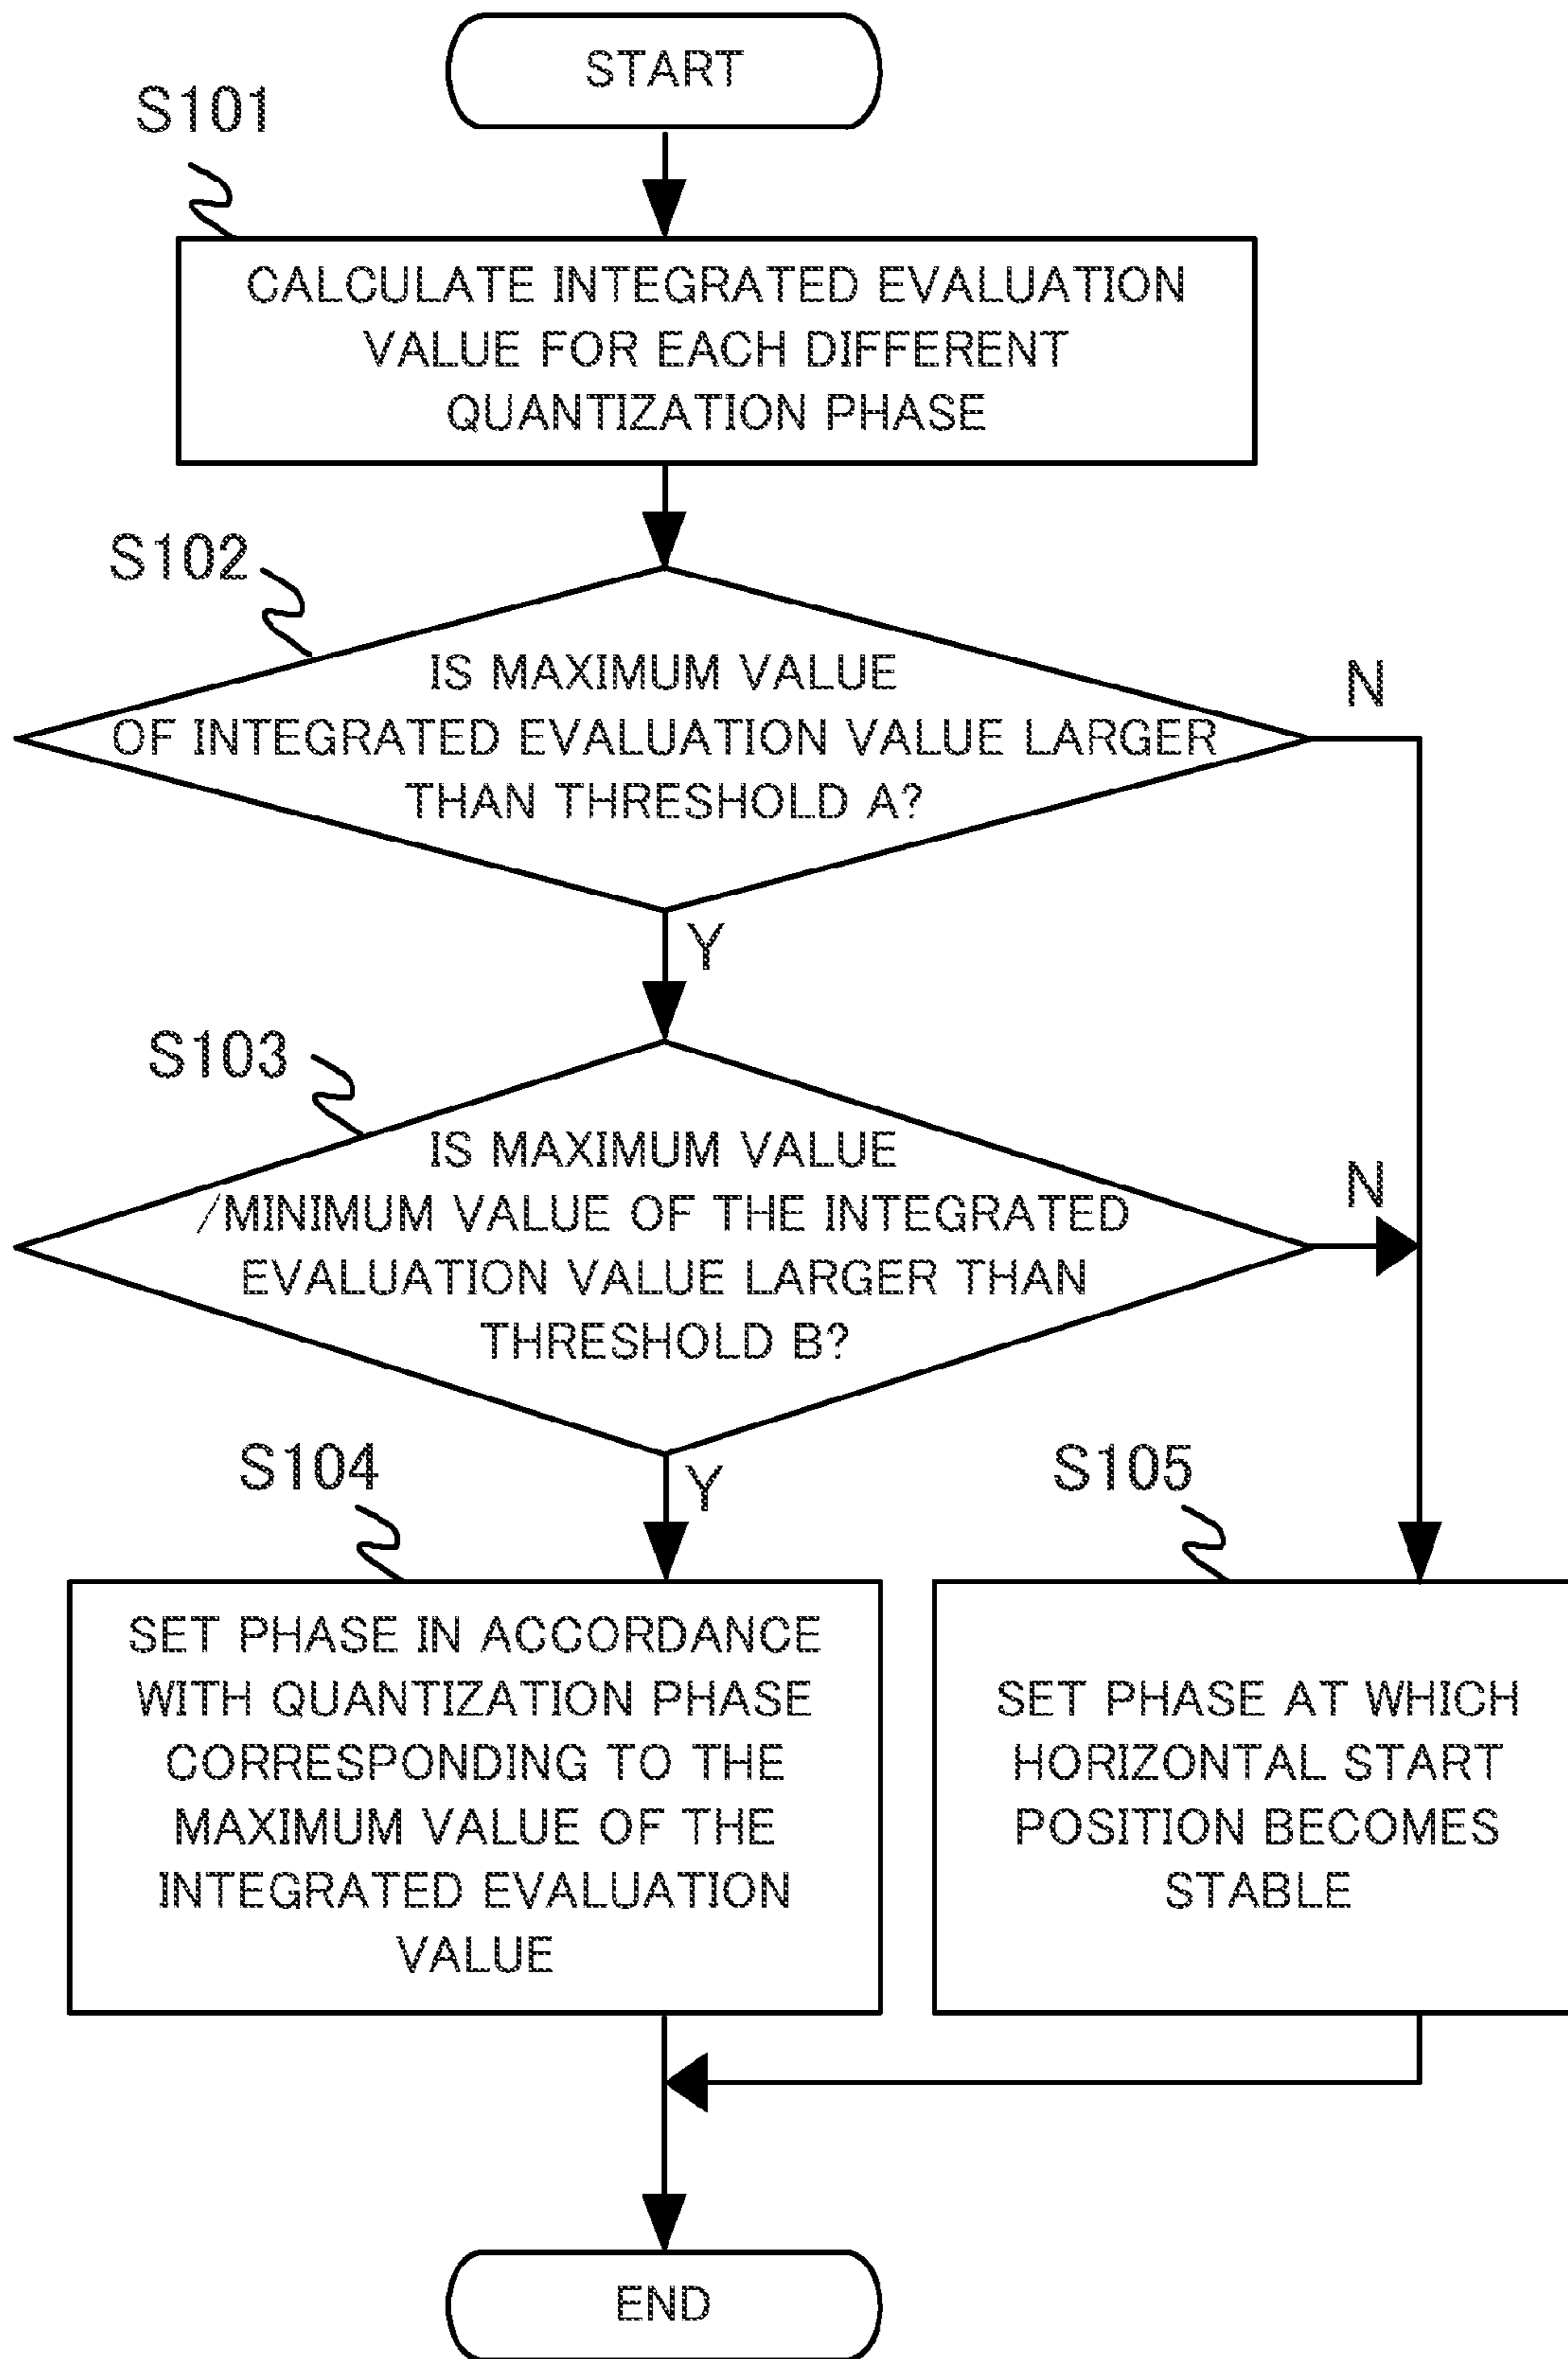 START
S101
CALCULATE INTEGRATED EVALUATION
VALUE FOR EACH DIFFERENT
QUANTIZATION PHASE
S102
IS MAXIMUM VALUE
OF INTEGRATED EVALUATION VALUE LARGER
THAN THRESHOLD A?
N
Y
S103
IS MAXIMUM VALUE
/MINIMUM VALUE OF THE INTEGRATED
EVALUATION VALUE LARGER THAN
THRESHOLD B?
N
Y
S104
SET PHASE IN ACCORDANCE
WITH QUANTIZATION PHASE
CORRESPONDING TO THE
MAXIMUM VALUE OF THE
INTEGRATED EVALUATION
VALUE
S105
SET PHASE AT WHICH
HORIZONTAL START
POSITION BECOMES
STABLE
END